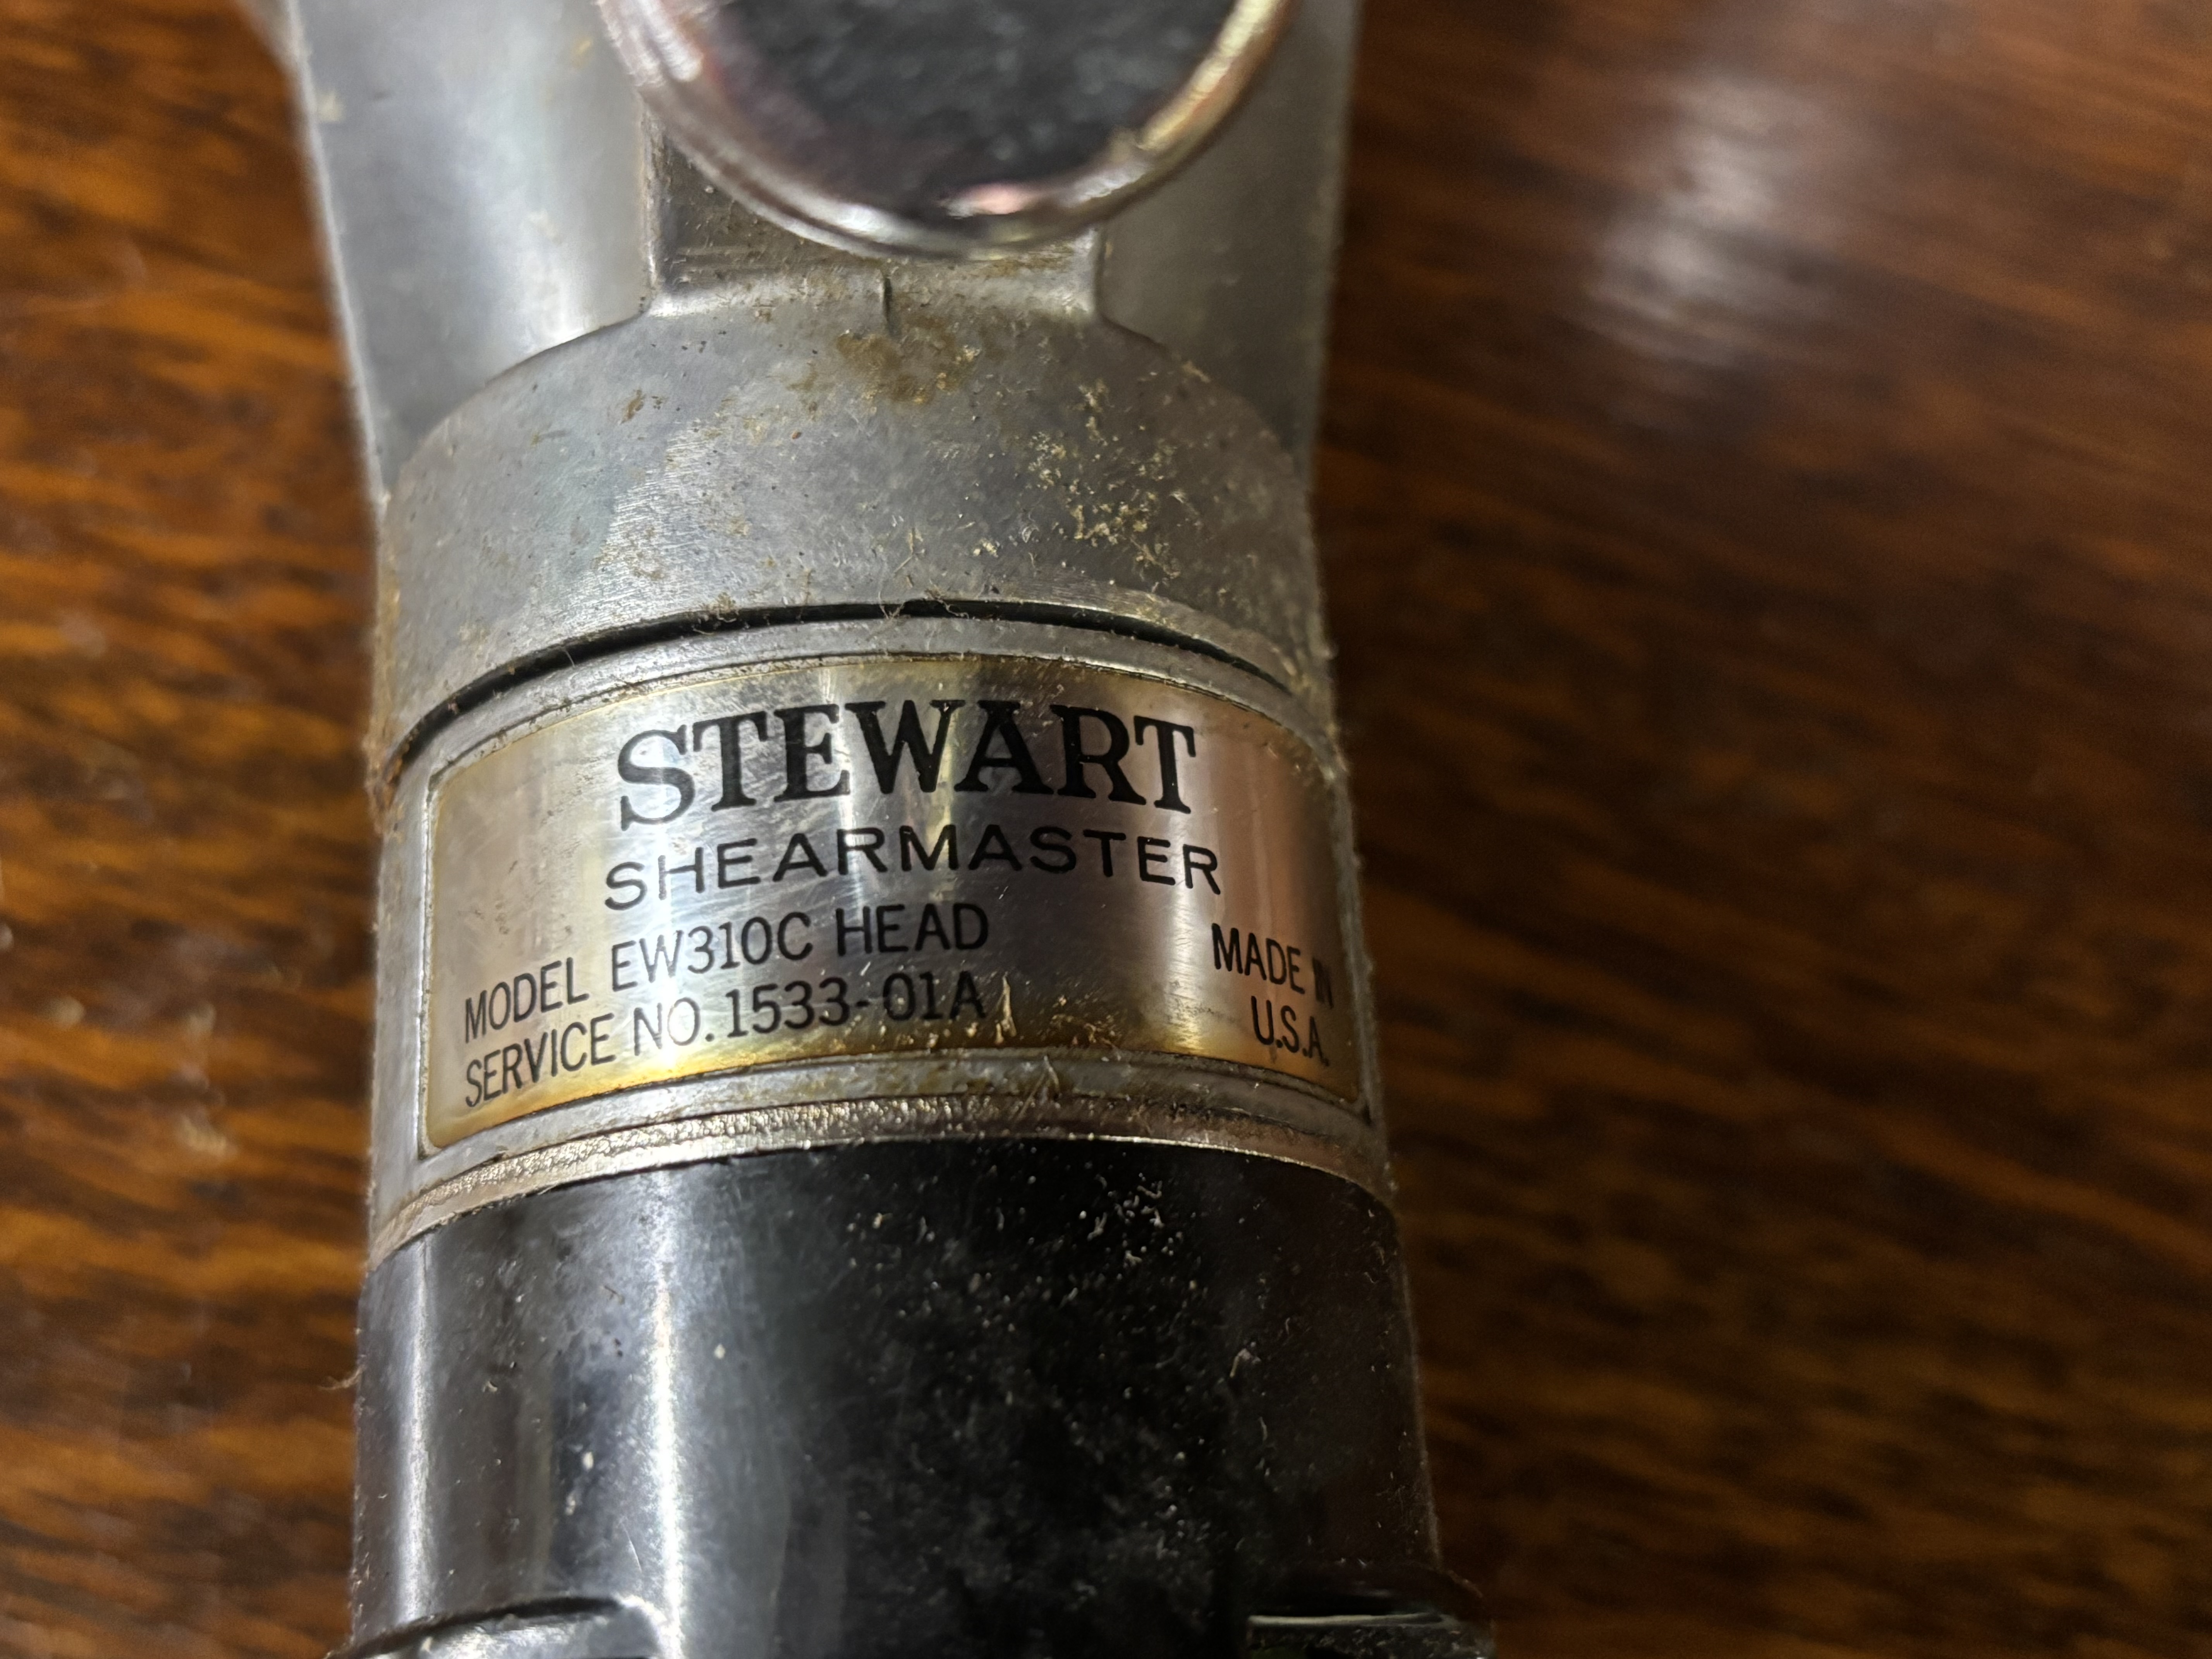 STEWART
SHEARMASTER
MODEL EW310C HEAD
SERVICE NO. 1533-01A
MADE IN
U.S.A.